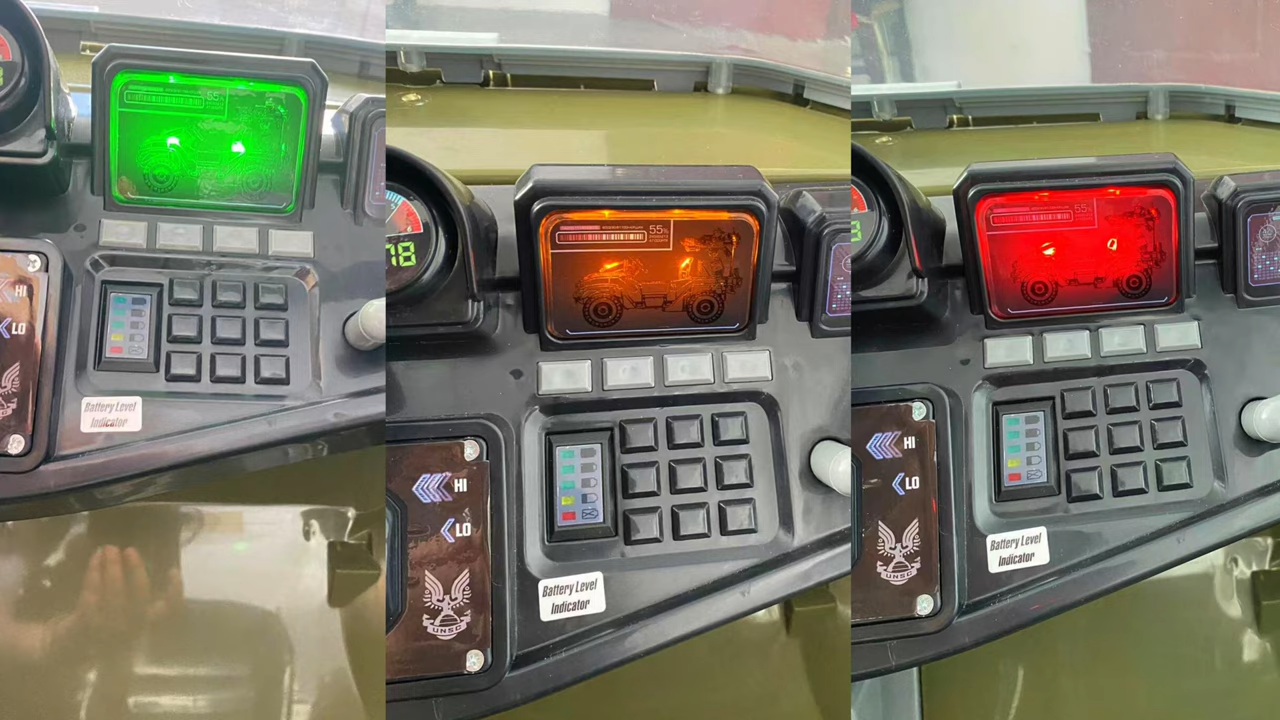 55%
HI
LO
Battery Level
Indicator
55%
18
HI
LO
UNSC
Battery Level
Indicator
55%
HI
LO
UNSC
Battery Level
Indicator